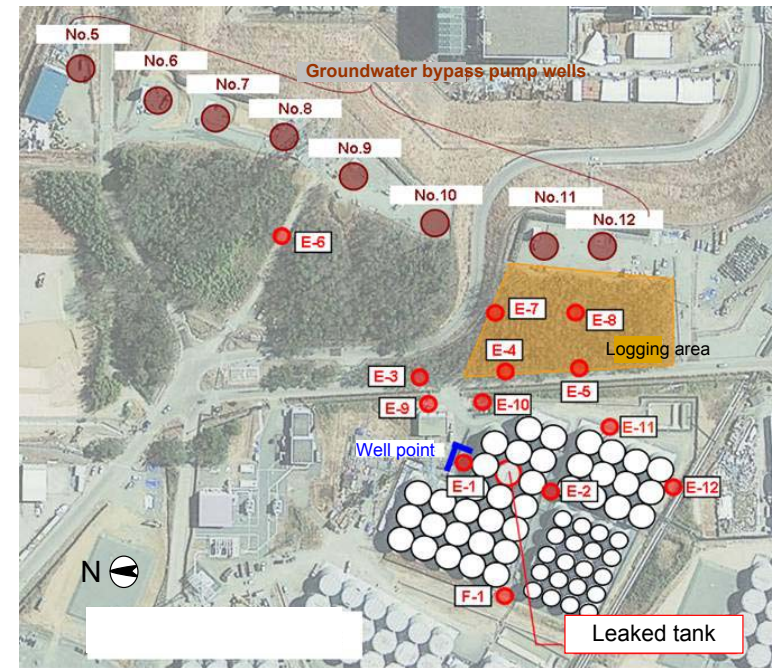 No.5
Groundwater bypass pump wells
No.6
No.7
No.8
No.9
No.10
No.11
No.12
E-6
E-7
E-8
Logging area
E-4
E-5
E-3
E-9
E-10
E-11
Well point
E-1
E-2
E-12
N
F-1
Leaked tank